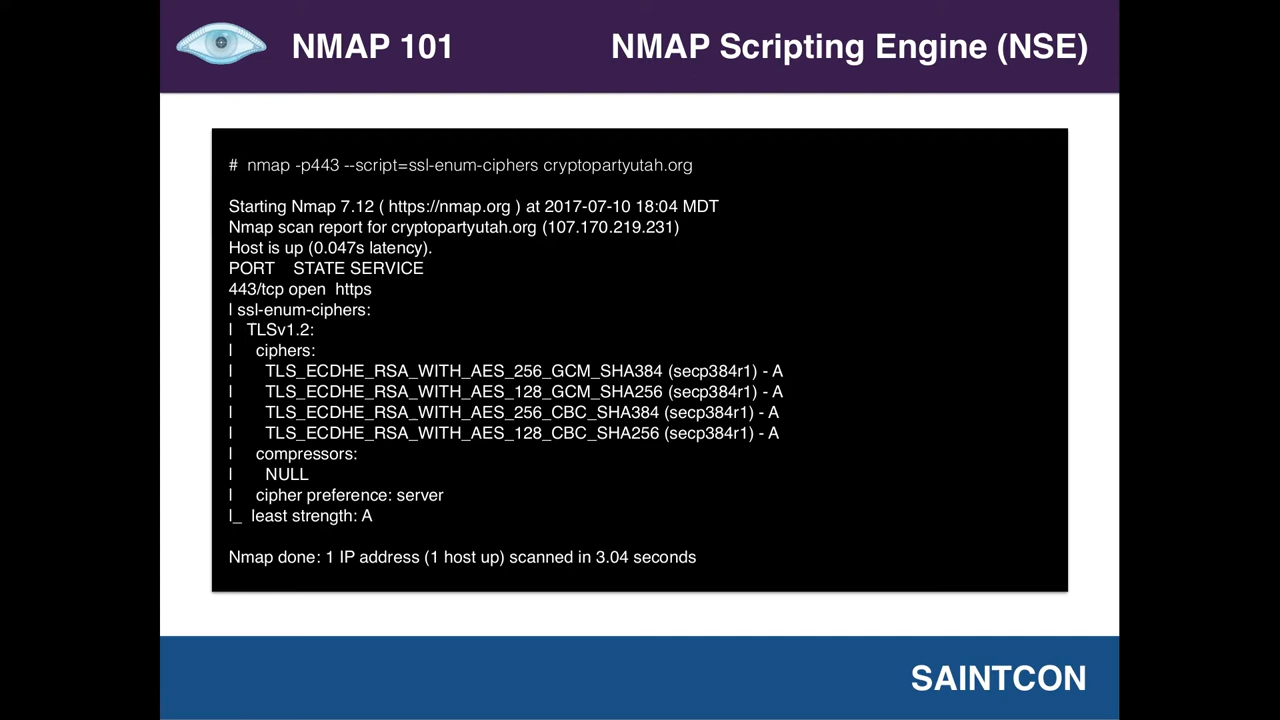 NMAP 101
NMAP Scripting Engine (NSE)
# nmap -p443 --script=ssl-enum-ciphers cryptopartyutah.org
Starting Nmap 7.12 ( https://nmap.org ) at 2017-07-10 18:04 MDT
Nmap scan report for cryptopartyutah.org (107.170.219.231)
Host is up (0.047s latency).
PORT    STATE SERVICE
443/tcp open  https
| ssl-enum-ciphers:
|   TLSv1.2:
|     ciphers:
|       TLS_ECDHE_RSA_WITH_AES_256_GCM_SHA384 (secp384r1) - A
|       TLS_ECDHE_RSA_WITH_AES_128_GCM_SHA256 (secp384r1) - A
|       TLS_ECDHE_RSA_WITH_AES_256_CBC_SHA384 (secp384r1) - A
|       TLS_ECDHE_RSA_WITH_AES_128_CBC_SHA256 (secp384r1) - A
|     compressors:
|       NULL
|     cipher preference: server
|_  least strength: A
Nmap done: 1 IP address (1 host up) scanned in 3.04 seconds
SAINTCON